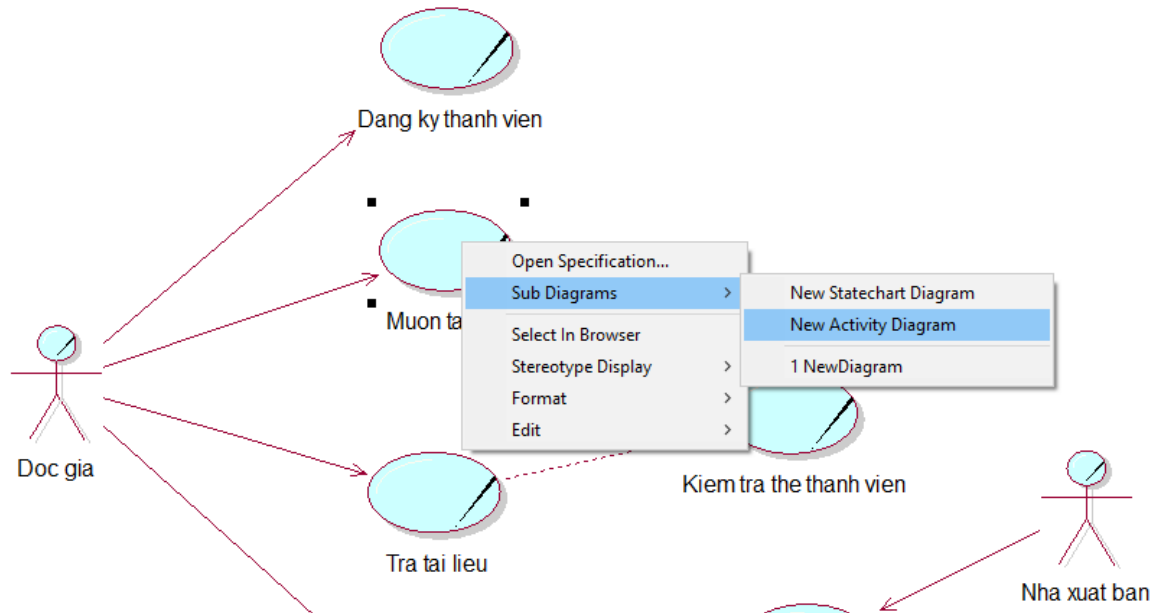 Dang ky thanh vien
Open Specification...
Sub Diagrams
New Statechart Diagram
Muon ta
New Activity Diagram
Select In Browser
Stereotype Display
1 NewDiagram
Format
Edit
Doc gia
Kiem tra the thanh vien
Tra tai lieu
Nha xuat ban